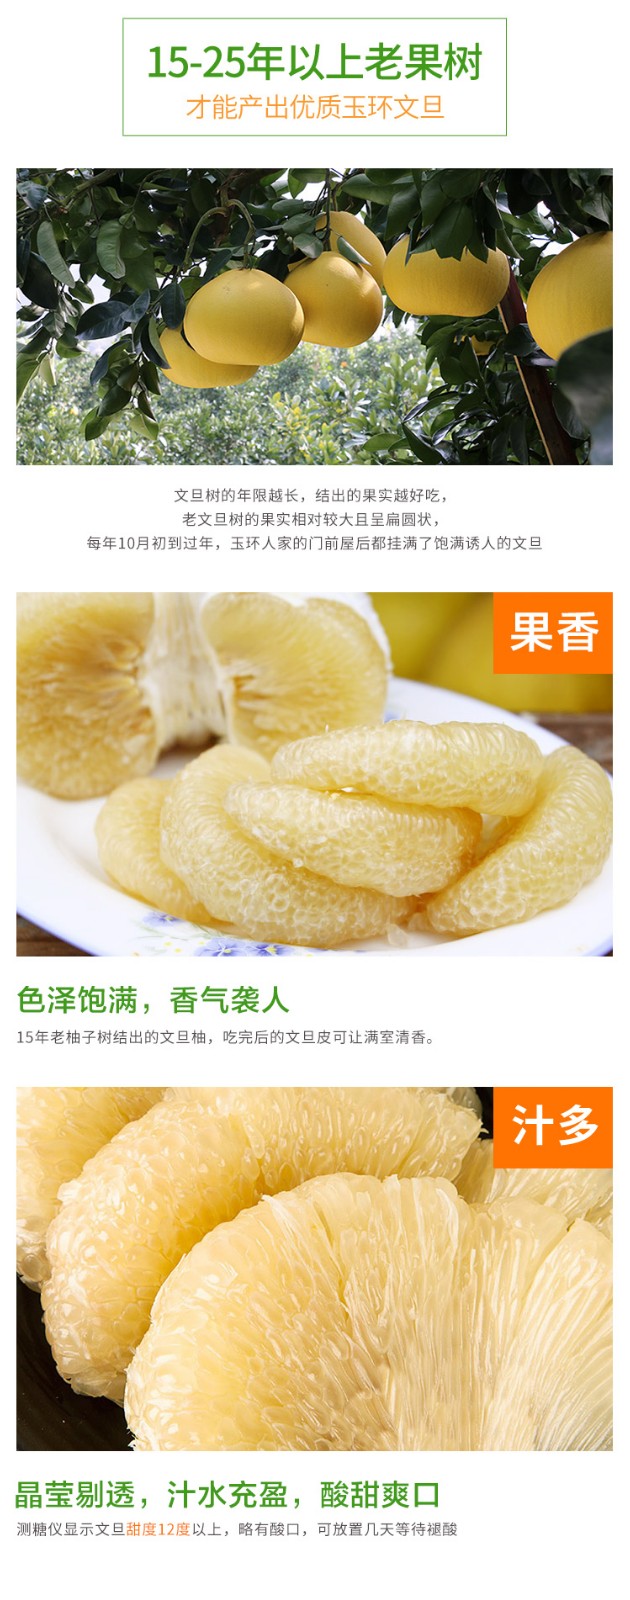 15-25年以上老果树
才能产出优质玉环文旦
文旦树的年限越长，结出的果实越好吃，
老文旦树的果实相对较大且呈扁圆状，
每年10月初到过年，玉环人家的门前屋后都挂满了饱满诱人的文旦
果香
色泽饱满，香气袭人
15年老柚子树结出的文旦柚，吃完后的文旦皮可让满室清香。
汁多
晶莹剔透，汁水充盈，酸甜爽口
测糖仪显示文旦甜度12度以上，略有酸口，可放置几天等待褪酸